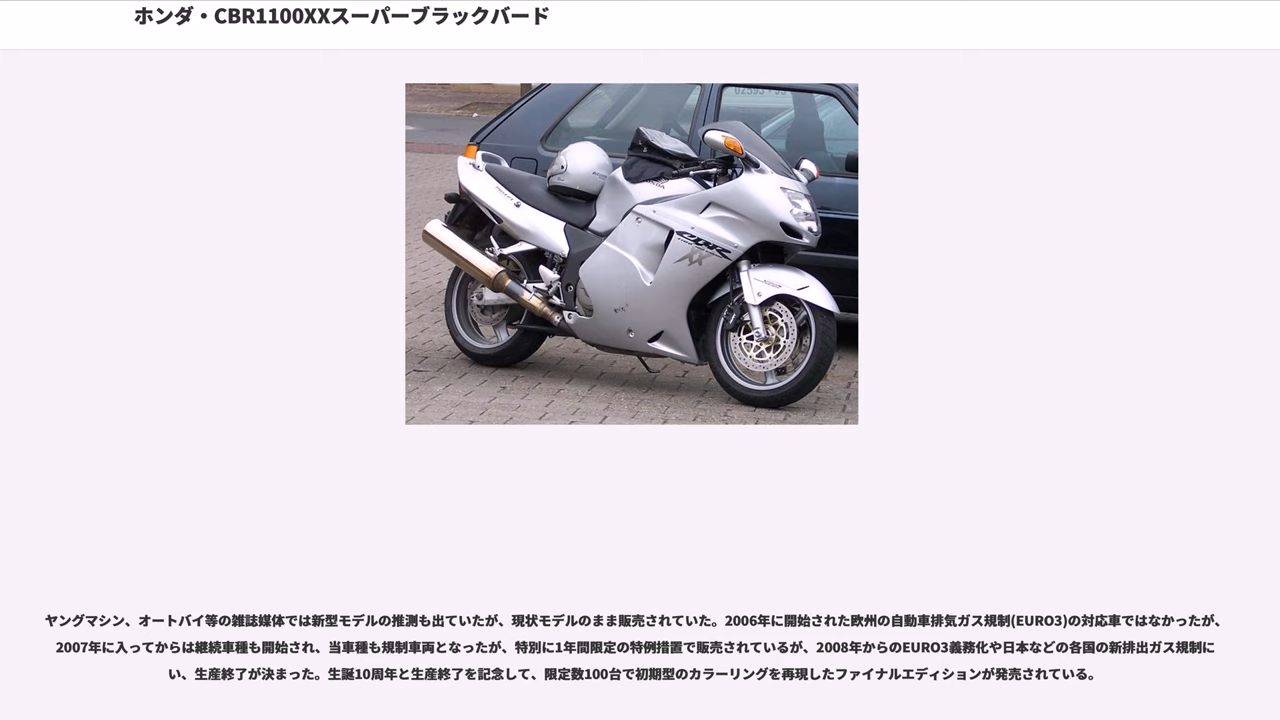 ホンダ・CBR1100XXスーパーブラックバード
CBR
XX
HONDA
ヤングマシン、オートバイ等の雑誌媒体では新型モデルの推測も出ていたが、現状モデルのまま販売されていた。2006年に開始された欧州の自動車排気ガス規制(EURO3)の対応車ではなかったが、
2007年に入ってからは継続車種も開始され、当車種も規制車両となったが、特別に1年間限定の特例措置で販売されているが、2008年からのEURO3義務化や日本などの各国の新排出ガス規制に
い、生産終了が決まった。生誕10周年と生産終了を記念して、限定数100台で初期型のカラーリングを再現したファイナルエディションが発売されている。